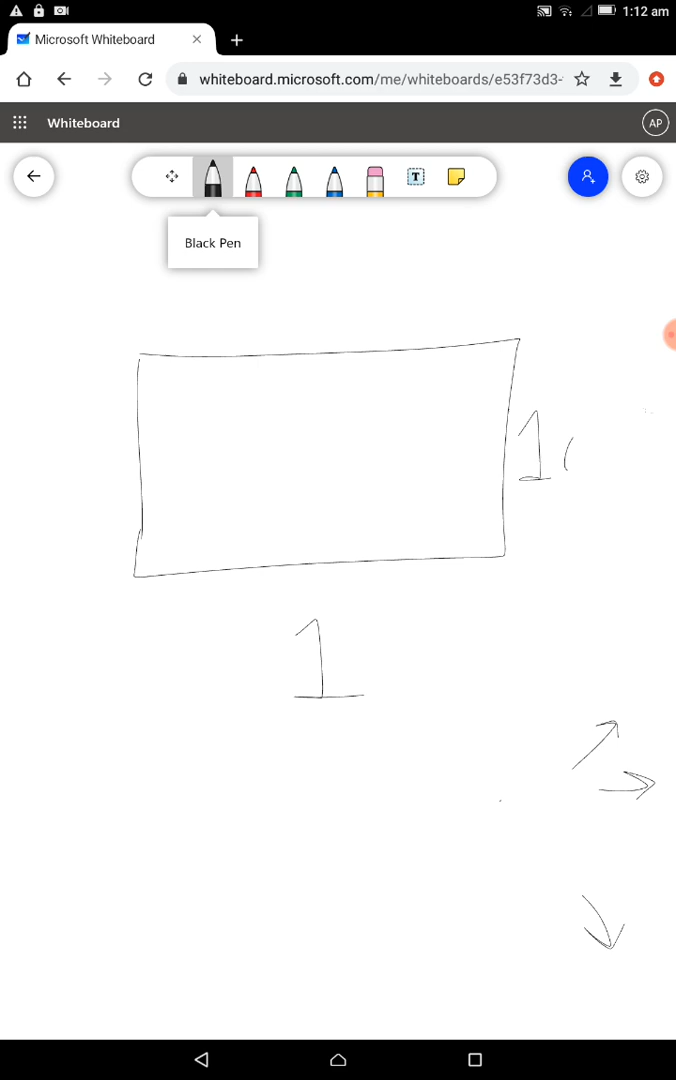 1:12 am
Microsoft Whiteboard
whiteboard.microsoft.com/me/whiteboards/e53f73d3-
Whiteboard
AP
T
Black Pen
1
1